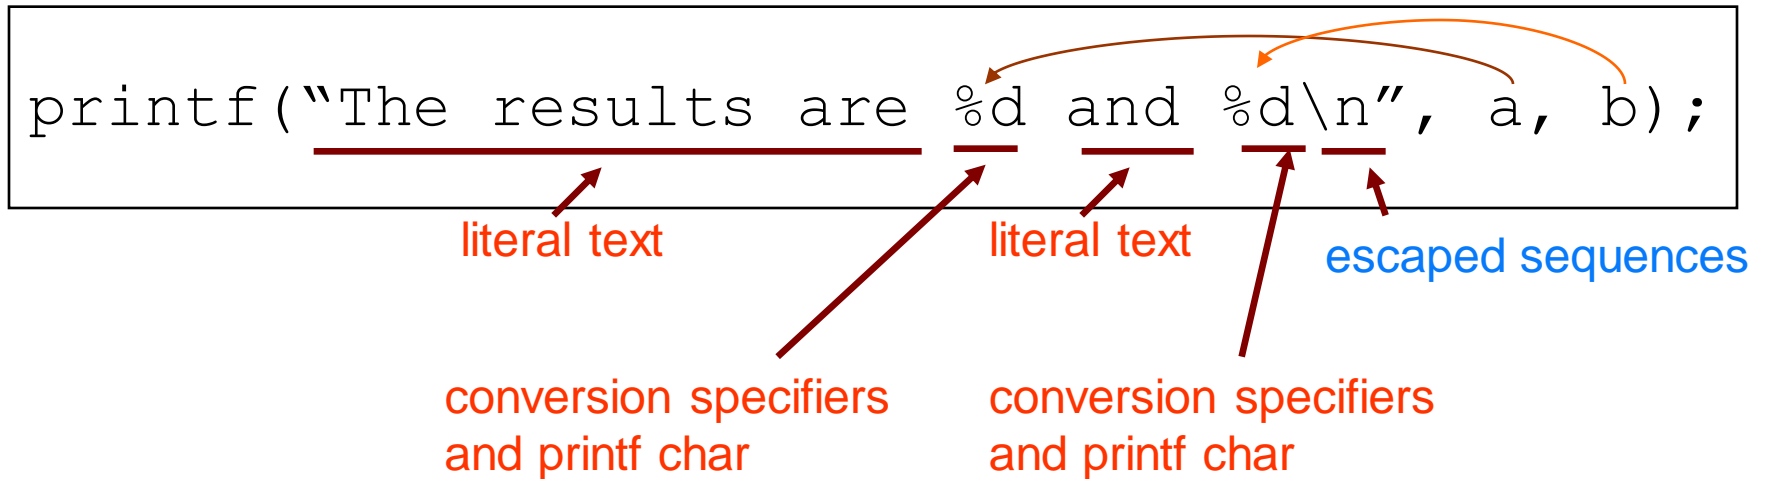 printf(“The results are %d and %d\n”, a, b);
literal text
literal text
escaped sequences
conversion specifiers
and printf char
conversion specifiers
and printf char